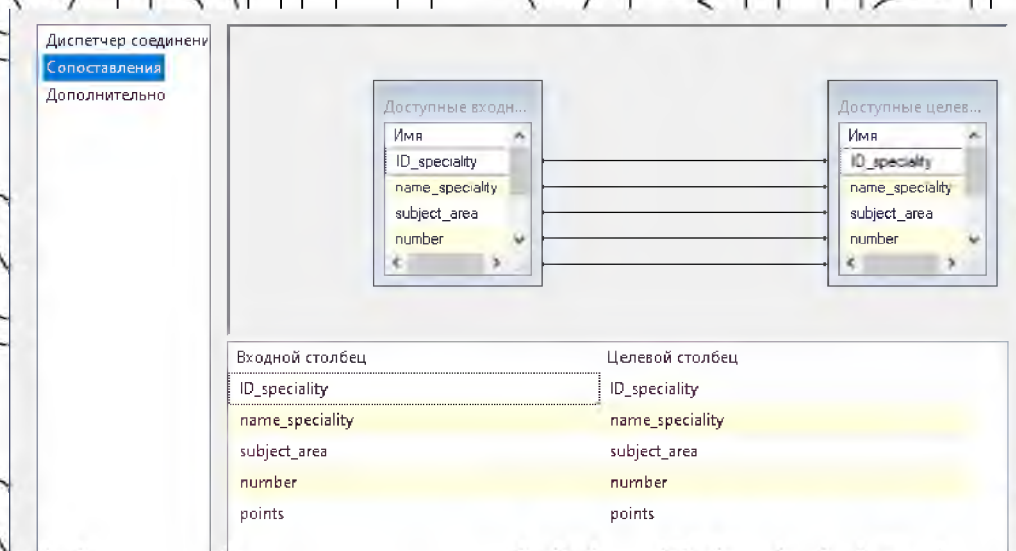 Диспетчер соединени
Сопоставления
Дополнительно
Доступные входн...
Имя
ID_speciality
name_speciality
subject_area
number
Доступные целев...
Имя
ID_speciality
name_speciality
subject_area
number
Входной столбец Целевой столбец
ID_speciality ID_speciality
name_speciality name_speciality
subject_area subject_area
number number
points points